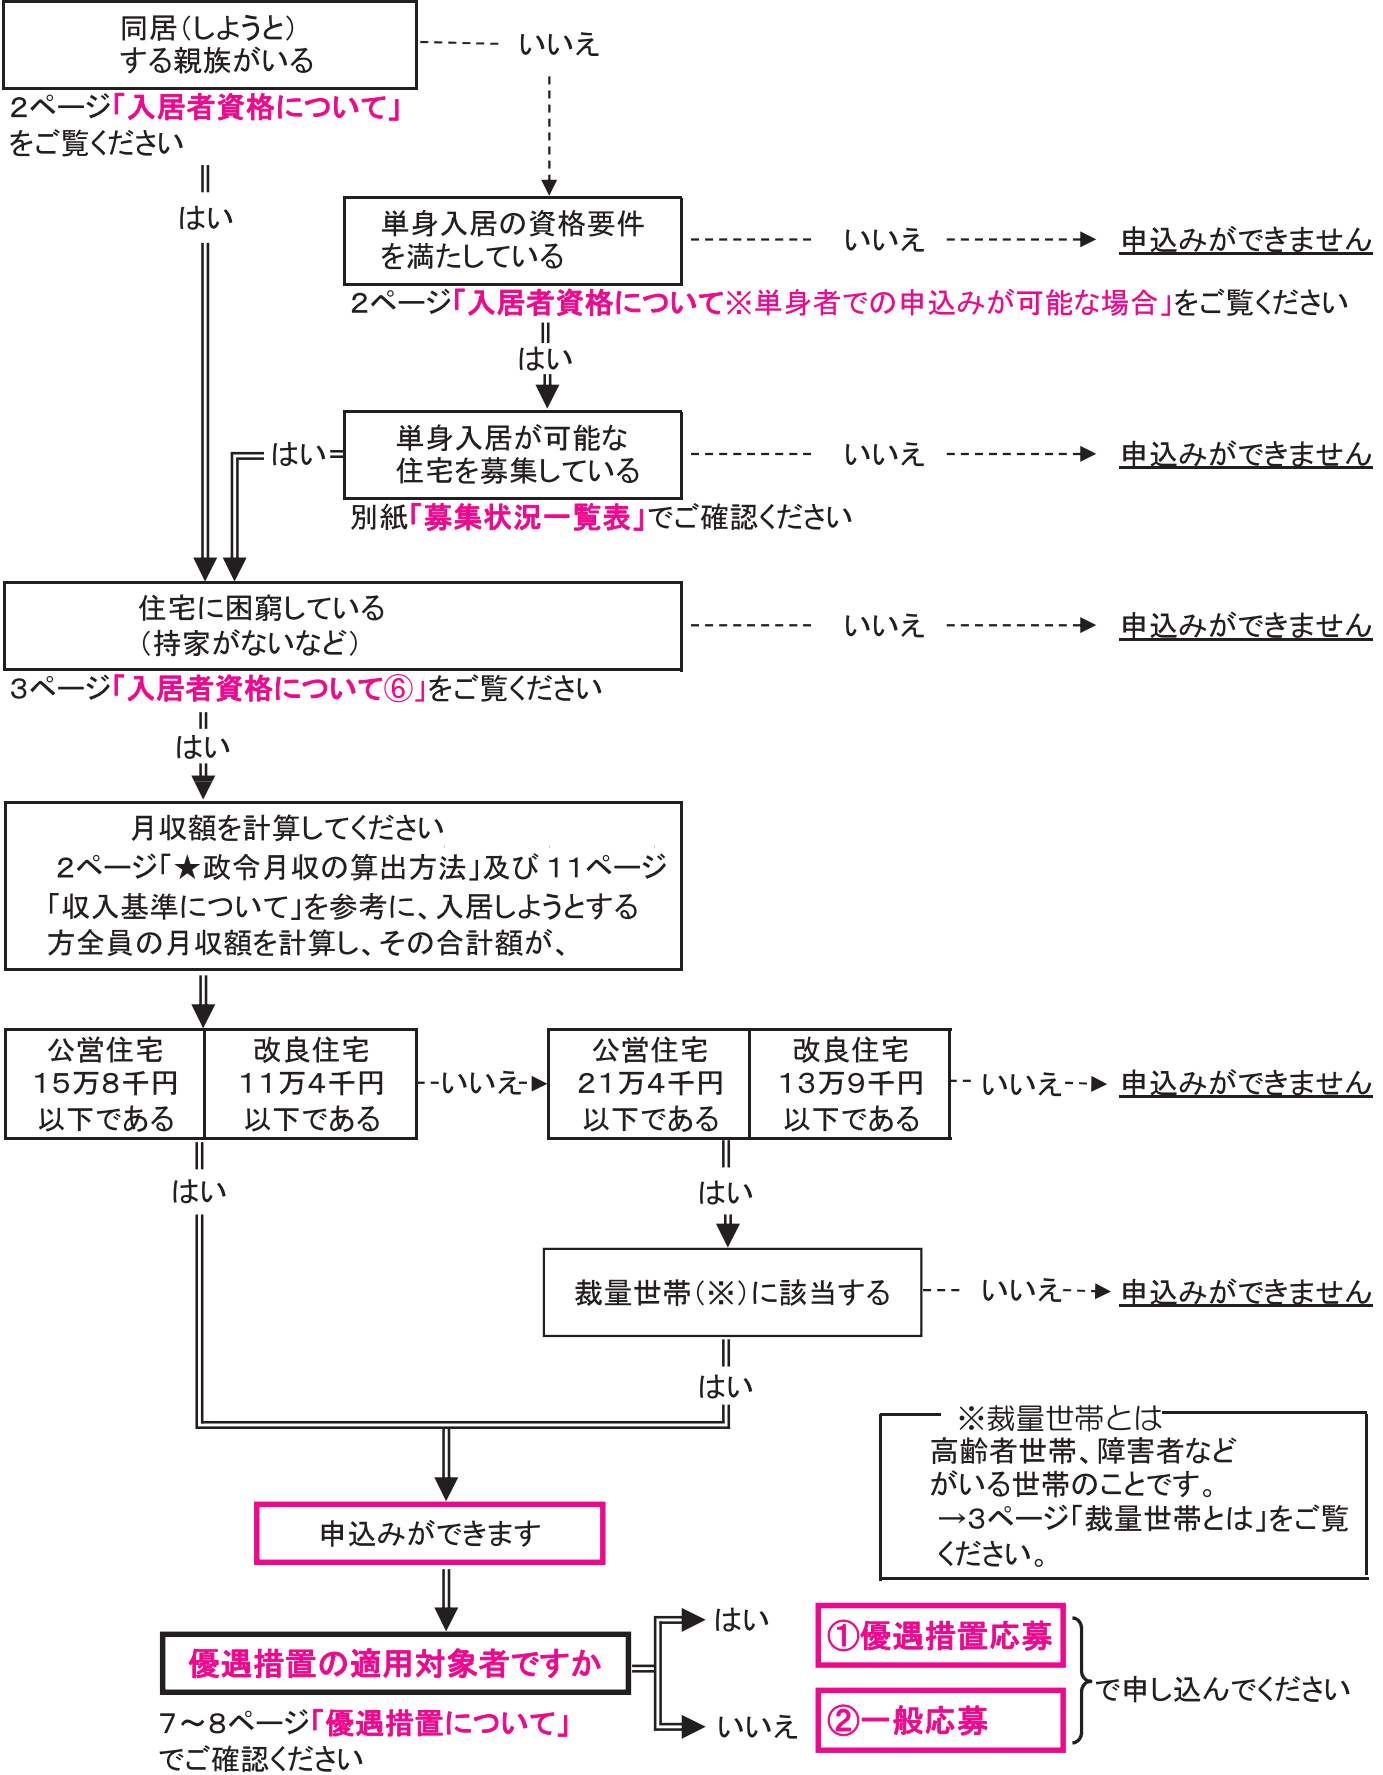 同居(しようと)
する親族がいる
いいえ
2ページ「入居者資格について」
をご覧ください
はい
単身入居の資格要件
を満たしている
いいえ
申込みができません
2ページ「入居者資格について※単身者での申込みが可能な場合」をご覧ください
はい
単身入居が可能な
住宅を募集している
はい
いいえ
申込みができません
別紙「募集状況一覧表」でご確認ください
住宅に困窮している
(持家がないなど)
いいえ
申込みができません
3ページ「入居者資格について⑥」をご覧ください
はい
月収額を計算してください
2ページ「★政令月収の算出方法」及び11ページ
「収入基準について」を参考に、入居しようとする
方全員の月収額を計算し、その合計額が、
公営住宅
15万8千円
以下である
改良住宅
11万4千円
以下である
いいえ
公営住宅
21万4千円
以下である
改良住宅
13万9千円
以下である
いいえ
申込みができません
はい
はい
裁量世帯(※)に該当する
いいえ
申込みができません
はい
※裁量世帯とは
高齢者世帯、障害者など
がいる世帯のことです。
→3ページ「裁量世帯とは」をご覧
ください。
申込みができます
優遇措置の適用対象者ですか
はい
①優遇措置応募
いいえ
②一般応募
で申し込んでください
7～8ページ「優遇措置について」
でご確認ください